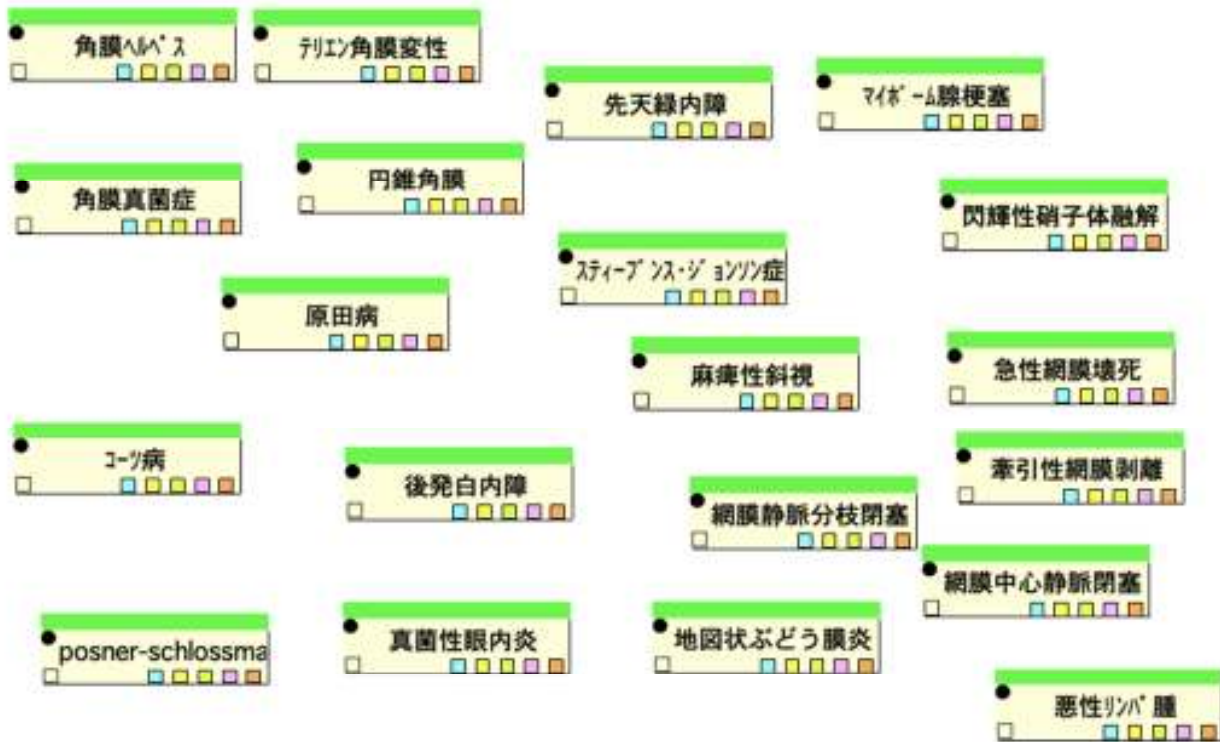 角膜ﾍﾙﾍﾟｽ
ﾃﾘｴﾝ角膜変性
先天緑内障
ﾏｲﾎﾞｰﾑ腺梗塞
角膜真菌症
円錐角膜
閃輝性硝子体融解
ｽﾃｨｰﾌﾞﾝｽ・ｼﾞｮﾝｿﾝ症
原田病
麻痺性斜視
急性網膜壊死
ｺｰﾂ病
後発白内障
牽引性網膜剥離
網膜静脈分枝閉塞
網膜中心静脈閉塞
posner-schlossma
真菌性眼内炎
地図状ぶどう膜炎
悪性ﾘﾝﾊﾟ腫